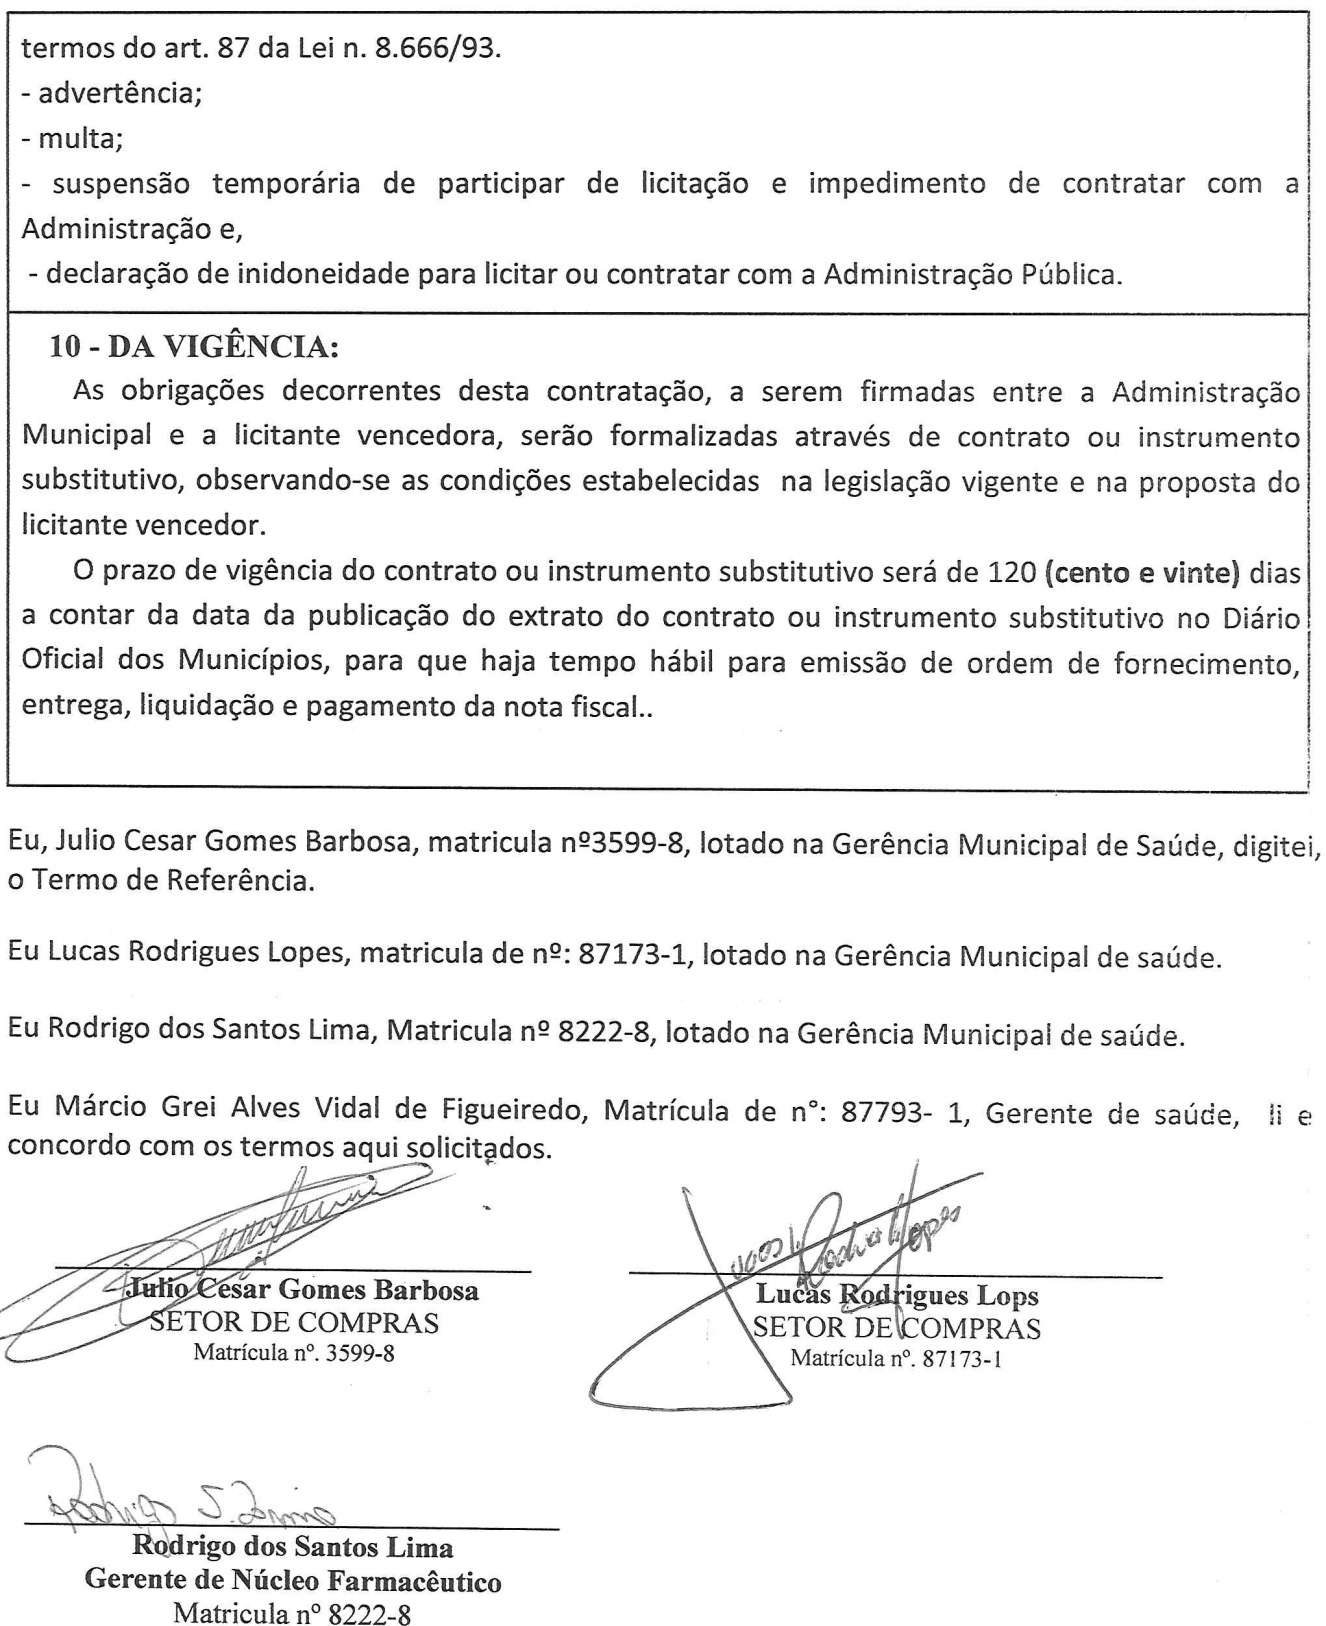 termos do art. 87 da Lei n. 8.666/93.
- advertência;
- multa;
- suspensão temporária de participar de licitação e impedimento de contratar com a
Administração e,
- declaração de inidoneidade para licitar ou contratar com a Administração Pública.
10 - DA VIGÊNCIA:
As obrigações decorrentes desta contratação, a serem firmadas entre a Administração
Municipal e a licitante vencedora, serão formalizadas através de contrato ou instrumento
substitutivo, observando-se as condições estabelecidas na legislação vigente e na proposta do
licitante vencedor.
O prazo de vigência do contrato ou instrumento substitutivo será de 120 (cento e vinte) dias
a contar da data da publicação do extrato do contrato ou instrumento substitutivo no Diário
Oficial dos Municípios, para que haja tempo hábil para emissão de ordem de fornecimento,
entrega, liquidação e pagamento da nota fiscal..
Eu, Julio Cesar Gomes Barbosa, matricula nº3599-8, lotado na Gerência Municipal de Saúde, digitei,
o Termo de Referência.
Eu Lucas Rodrigues Lopes, matricula de nº: 87173-1, lotado na Gerência Municipal de saúde.
Eu Rodrigo dos Santos Lima, Matricula nº 8222-8, lotado na Gerência Municipal de saúde.
Eu Márcio Grei Alves Vidal de Figueiredo, Matrícula de n°: 87793- 1, Gerente de saúde, li e
concordo com os termos aqui solicitados.
Julio Cesar Gomes Barbosa
SETOR DE COMPRAS
Matrícula nº. 3599-8
Lucas Rodrigues Lops
SETOR DE COMPRAS
Matrícula nº. 87173-1
Rodrigo S. Lima
Rodrigo dos Santos Lima
Gerente de Núcleo Farmacêutico
Matricula nº 8222-8